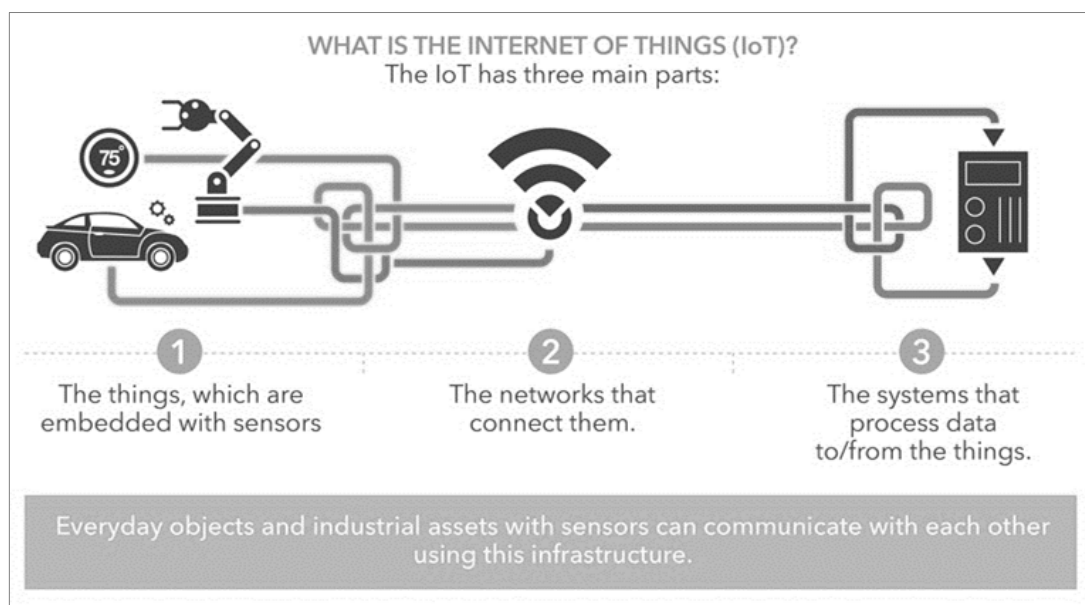 WHAT IS THE INTERNET OF THINGS (IoT)?
The IoT has three main parts:
75°
1
The things, which are
embedded with sensors
2
The networks that
connect them.
3
The systems that
process data
to/from the things.
Everyday objects and industrial assets with sensors can communicate with each other
using this infrastructure.